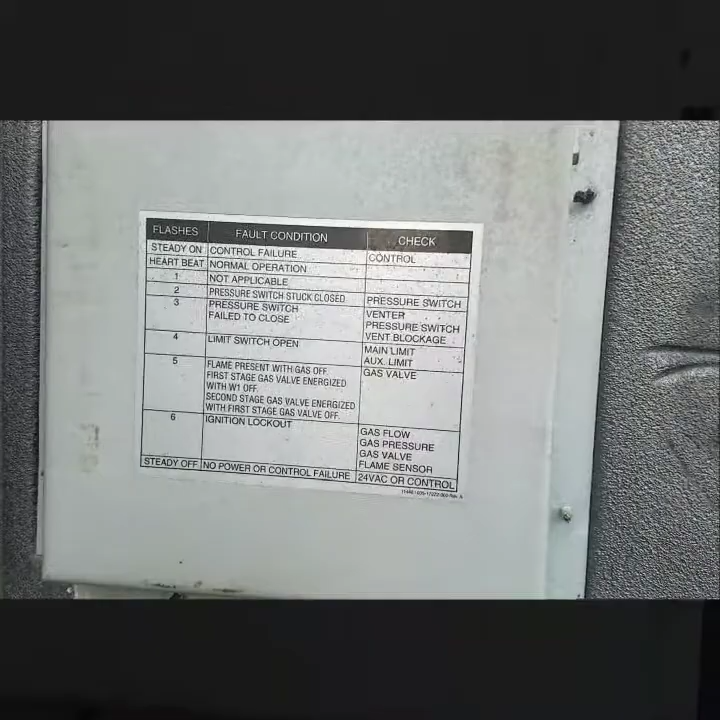 FLASHES FAULT CONDITION CHECK
STEADY ON CONTROL FAILURE CONTROL
HEART BEAT NORMAL OPERATION
1 NOT APPLICABLE
2 PRESSURE SWITCH STUCK CLOSED PRESSURE SWITCH
3 PRESSURE SWITCH VENTER
FAILED TO CLOSE PRESSURE SWITCH
VENT BLOCKAGE
4 LIMIT SWITCH OPEN MAIN LIMIT
AUX. LIMIT
5 FLAME PRESENT WITH GAS OFF. GAS VALVE
FIRST STAGE GAS VALVE ENERGIZED
WITH W1 OFF.
SECOND STAGE GAS VALVE ENERGIZED
WITH FIRST STAGE GAS VALVE OFF.
6 IGNITION LOCKOUT GAS FLOW
GAS PRESSURE
GAS VALVE
FLAME SENSOR
STEADY OFF NO POWER OR CONTROL FAILURE 24VAC OR CONTROL